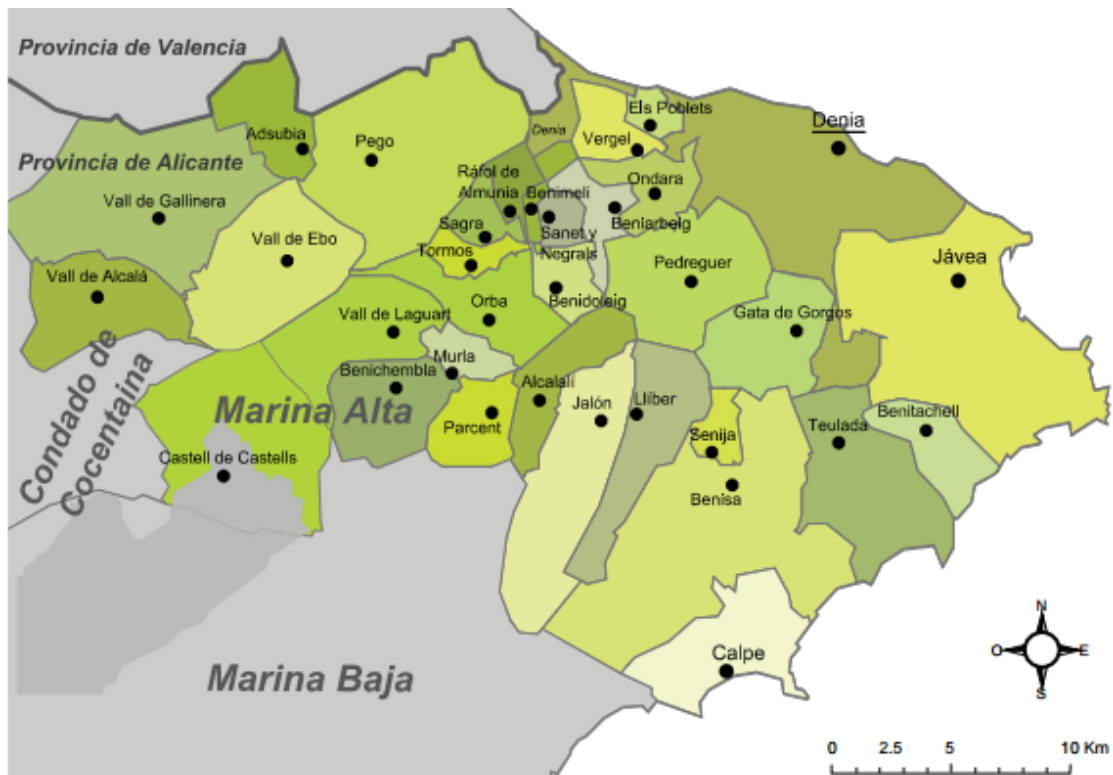 Provincia de Valencia
Els Poblets
Denia
Denia
Adsubia
Pego
Vergel
Provincia de Alicante
Ráfol de
Almunia
Benimeli
Ondara
Vall de Gallinera
Sagra
Sanet y
Negrals
Beniarbeig
Vall de Ebo
Tormos
Pedreguer
Jávea
Vall de Alcalá
Orba
Benidoleig
Vall de Laguart
Gata de Gorgos
Murla
Condado de
Cocentaina
Benichembla
Alcalalí
Jalón
Llíber
Marina Alta
Parcent
Senija
Teulada
Benitachell
Castell de Castells
Benisa
Calpe
Marina Baja
N
O
E
S
0 2.5 5 10 Km